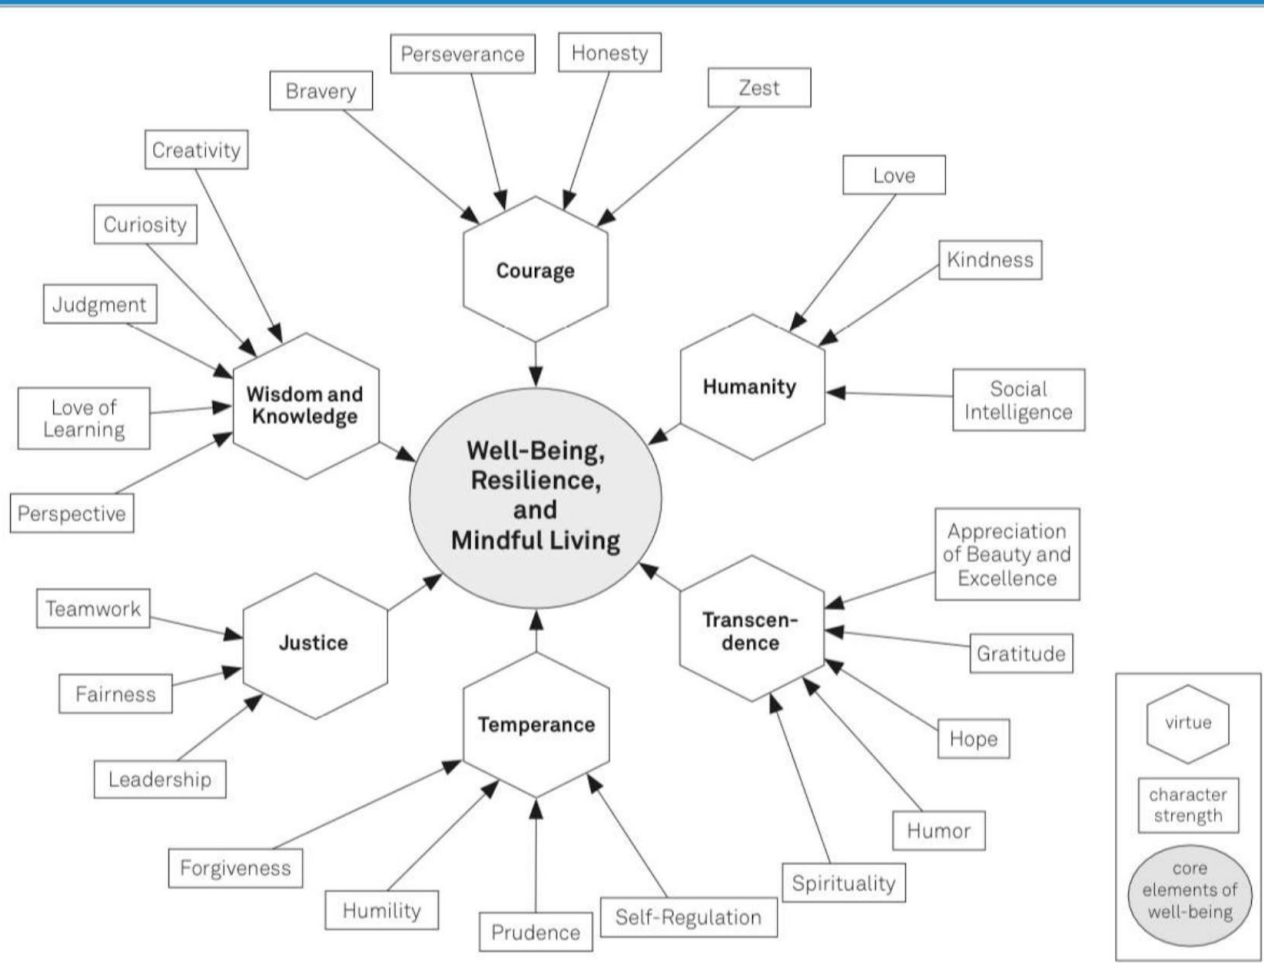 Perseverance
Honesty
Bravery
Zest
Creativity
Love
Curiosity
Kindness
Courage
Judgment
Humanity
Wisdom and
Knowledge
Social
Intelligence
Love of
Learning
Well-Being,
Resilience,
and
Mindful Living
Perspective
Appreciation
of Beauty and
Excellence
Teamwork
Justice
Transcen-
dence
Gratitude
Fairness
Temperance
Hope
Leadership
Humor
Forgiveness
Spirituality
Humility
Self-Regulation
Prudence
virtue
character
strength
core
elements of
well-being